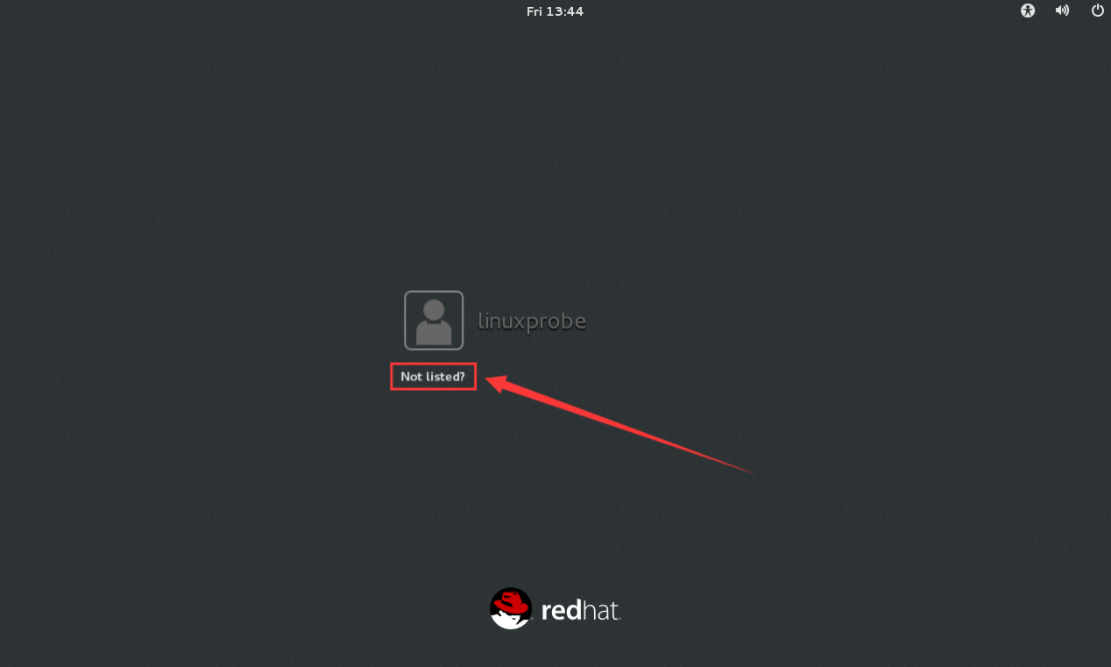 Fri 13:44
linuxprobe
Not listed?
redhat.